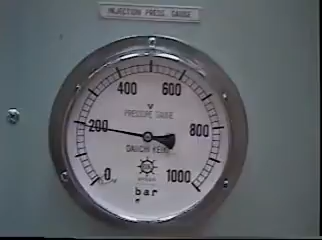 INJECTION PRESS. GAUGE
400 600
V
PRESSURE GAUGE
200 800
DAIICHI KEIKI
0 1000
bar